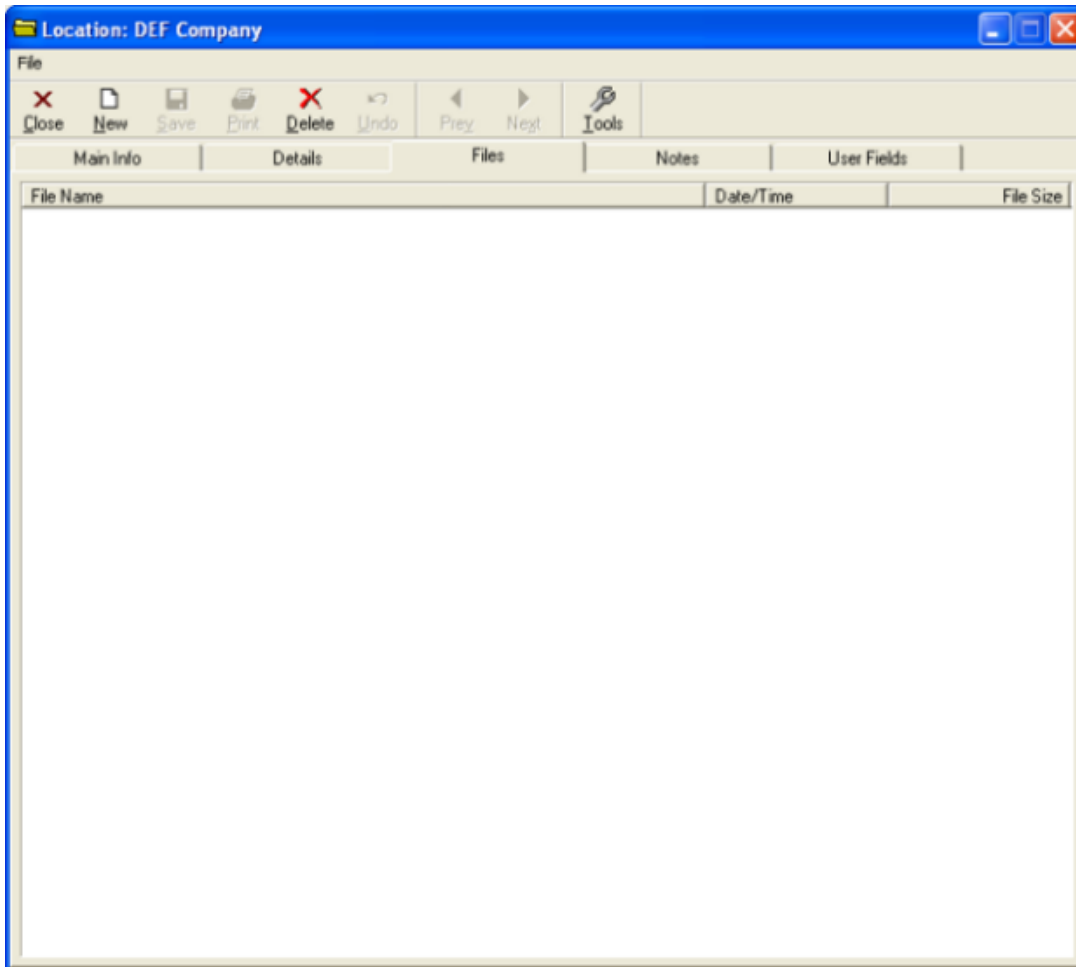 Location: DEF Company
File
Close New Save Print Delete Undo Prev Next Tools
Main Info Details Files Notes User Fields
File Name Date/Time File Size